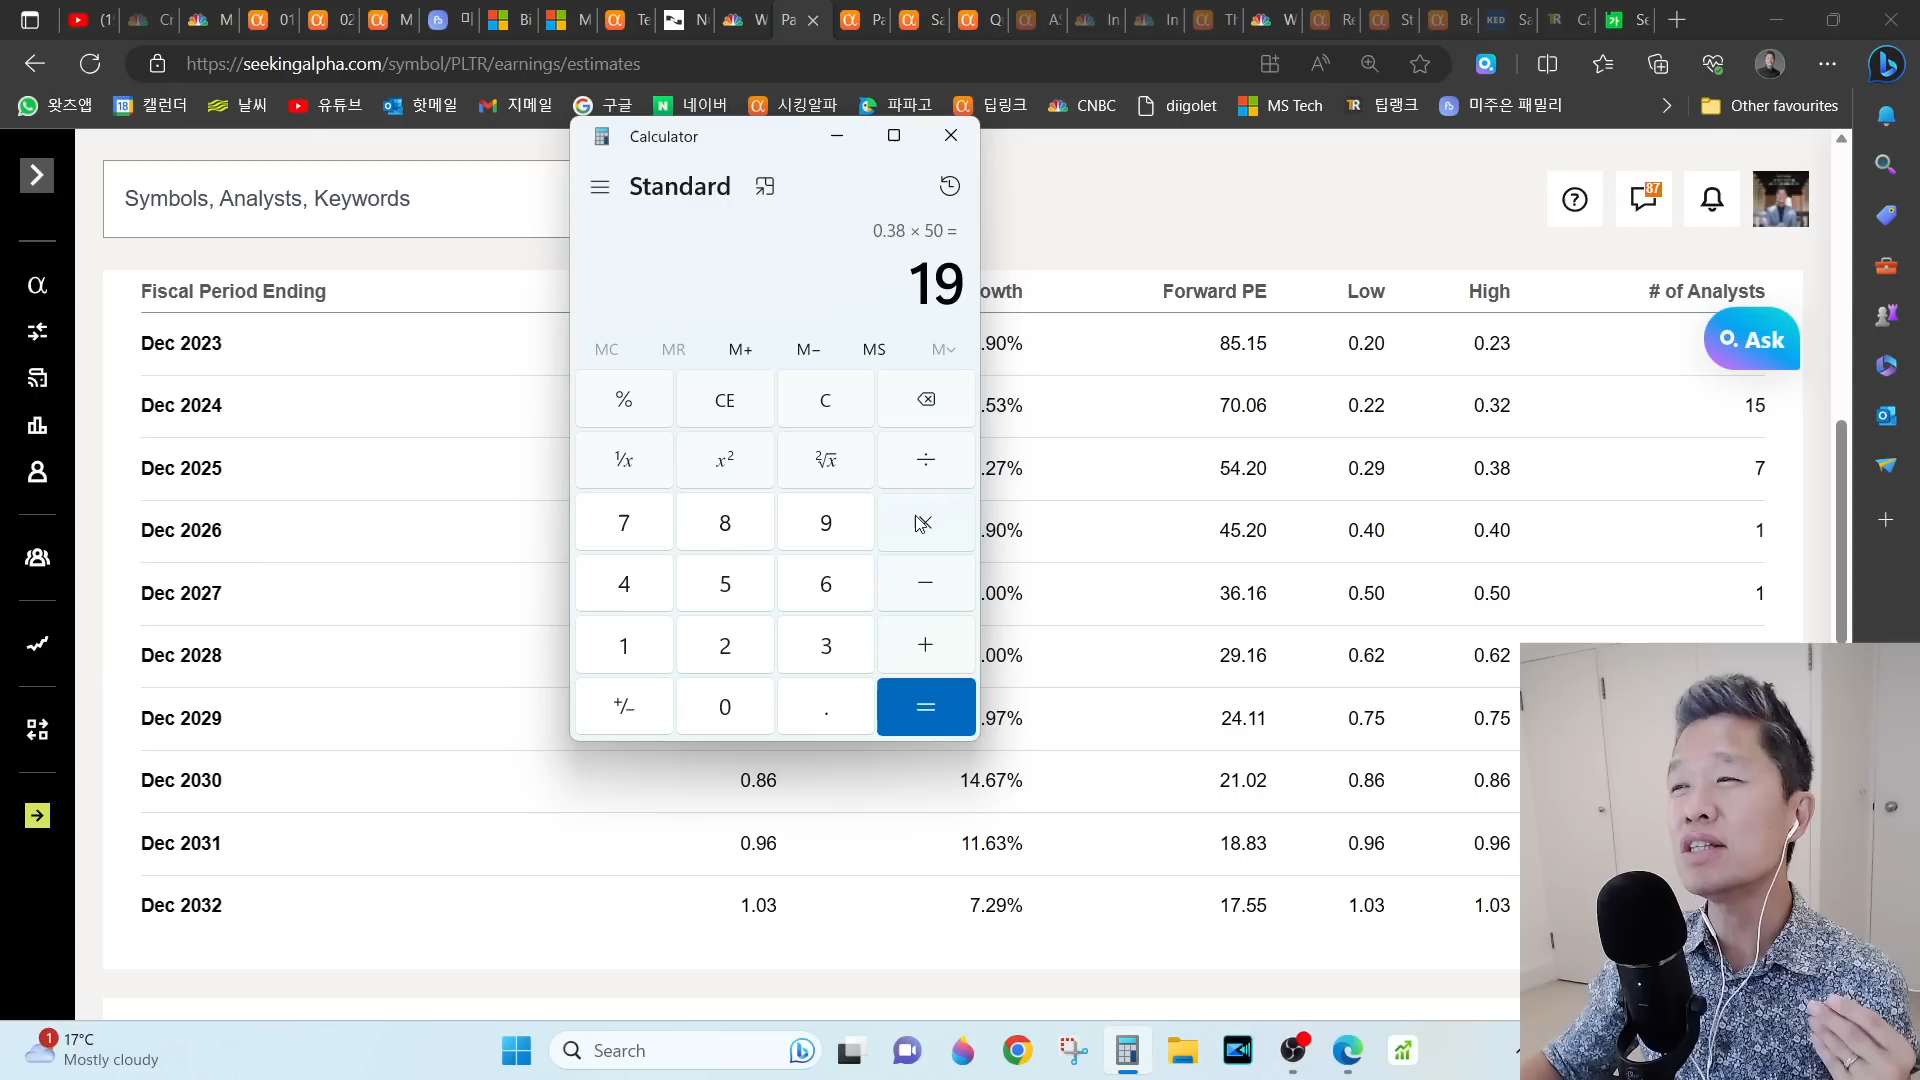 https://seekingalpha.com/symbol/PLTR/earnings/estimates
왓츠앱
18
캘런더
날씨
유튜브
핫메일
지메일
구글
N
네이버
시킹알파
파파고
딥링크
CNBC
diigolet
MS Tech
TR
팁랭크
미주은 패밀리
Other favourites
Calculator
Symbols, Analysts, Keywords
Standard
87
0.38 × 50 =
19
Fiscal Period Ending
owth
Forward PE
Low
High
# of Analysts
Dec 2023
.90%
85.15
0.20
0.23
Ask
MC
MR
M+
M−
MS
M
Dec 2024
.53%
70.06
0.22
0.32
15
%
CE
C
Dec 2025
.27%
54.20
0.29
0.38
7
¹/x
x²
²√x
÷
Dec 2026
.90%
45.20
0.40
0.40
1
7
8
9
Dec 2027
.00%
36.16
0.50
0.50
1
4
5
6
−
Dec 2028
.00%
29.16
0.62
0.62
1
2
3
+
Dec 2029
.97%
24.11
0.75
0.75
+/−
0
.
=
Dec 2030
0.86
14.67%
21.02
0.86
0.86
Dec 2031
0.96
11.63%
18.83
0.96
0.96
Dec 2032
1.03
7.29%
17.55
1.03
1.03
1
17°C
Mostly cloudy
Search